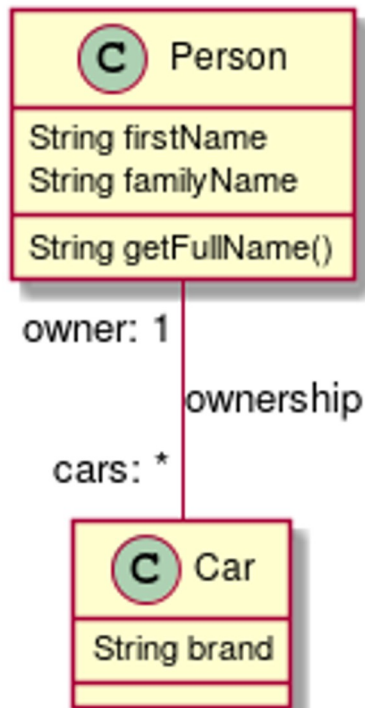 C Person
String firstName
String familyName
String getFullName()
owner: 1
ownership
cars: *
C Car
String brand